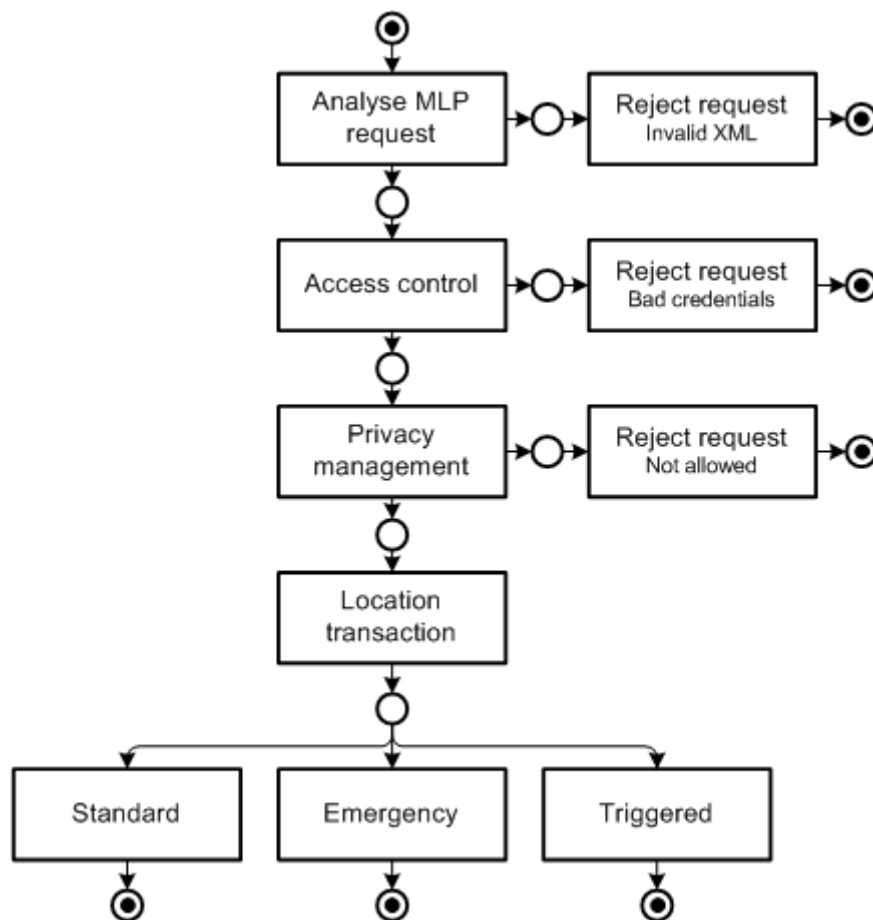 Analyse MLP
request
Reject request
Invalid XML
Access control
Reject request
Bad credentials
Privacy
management
Reject request
Not allowed
Location
transaction
Standard
Emergency
Triggered